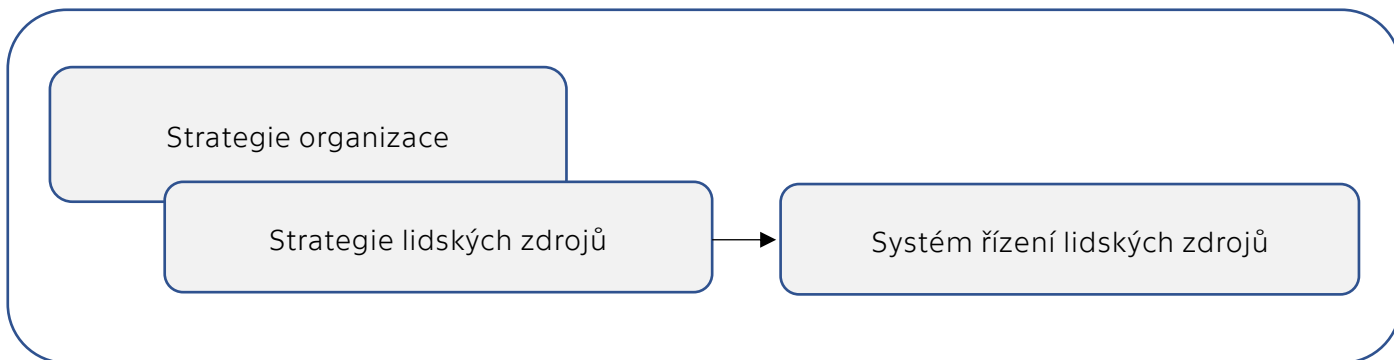 Strategie organizace
Strategie lidských zdrojů
Systém řízení lidských zdrojů